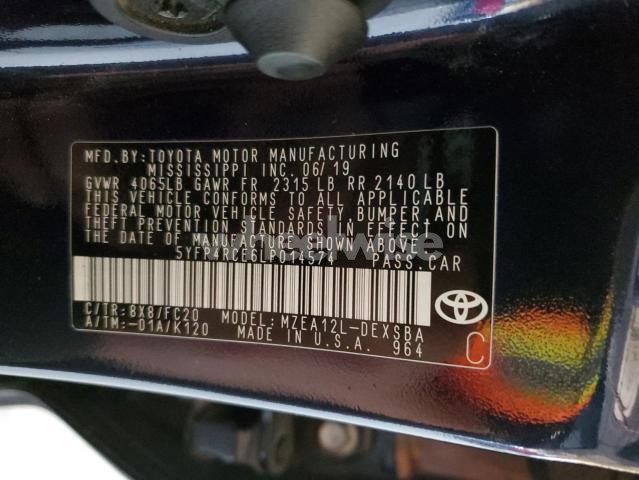 MFD. BY: TOYOTA MOTOR MANUFACTURING
MISSISSIPPI INC. 06/19
GVWR 4065LB GAWR FR 2315 LB RR 2140 LB
THIS VEHICLE CONFORMS TO ALL APPLICABLE
FEDERAL MOTOR VEHICLE SAFETY, BUMPER, AND
THEFT PREVENTION STANDARDS IN EFFECT ON
THE DATE OF MANUFACTURE SHOWN ABOVE.
5YFP4RCE6LP014574 PASS.CAR
C/TR: 8X8/FC20 MODEL: MZEA12L-DEXSBA
A/TM: -01A/K120 MADE IN U.S.A. 964
C